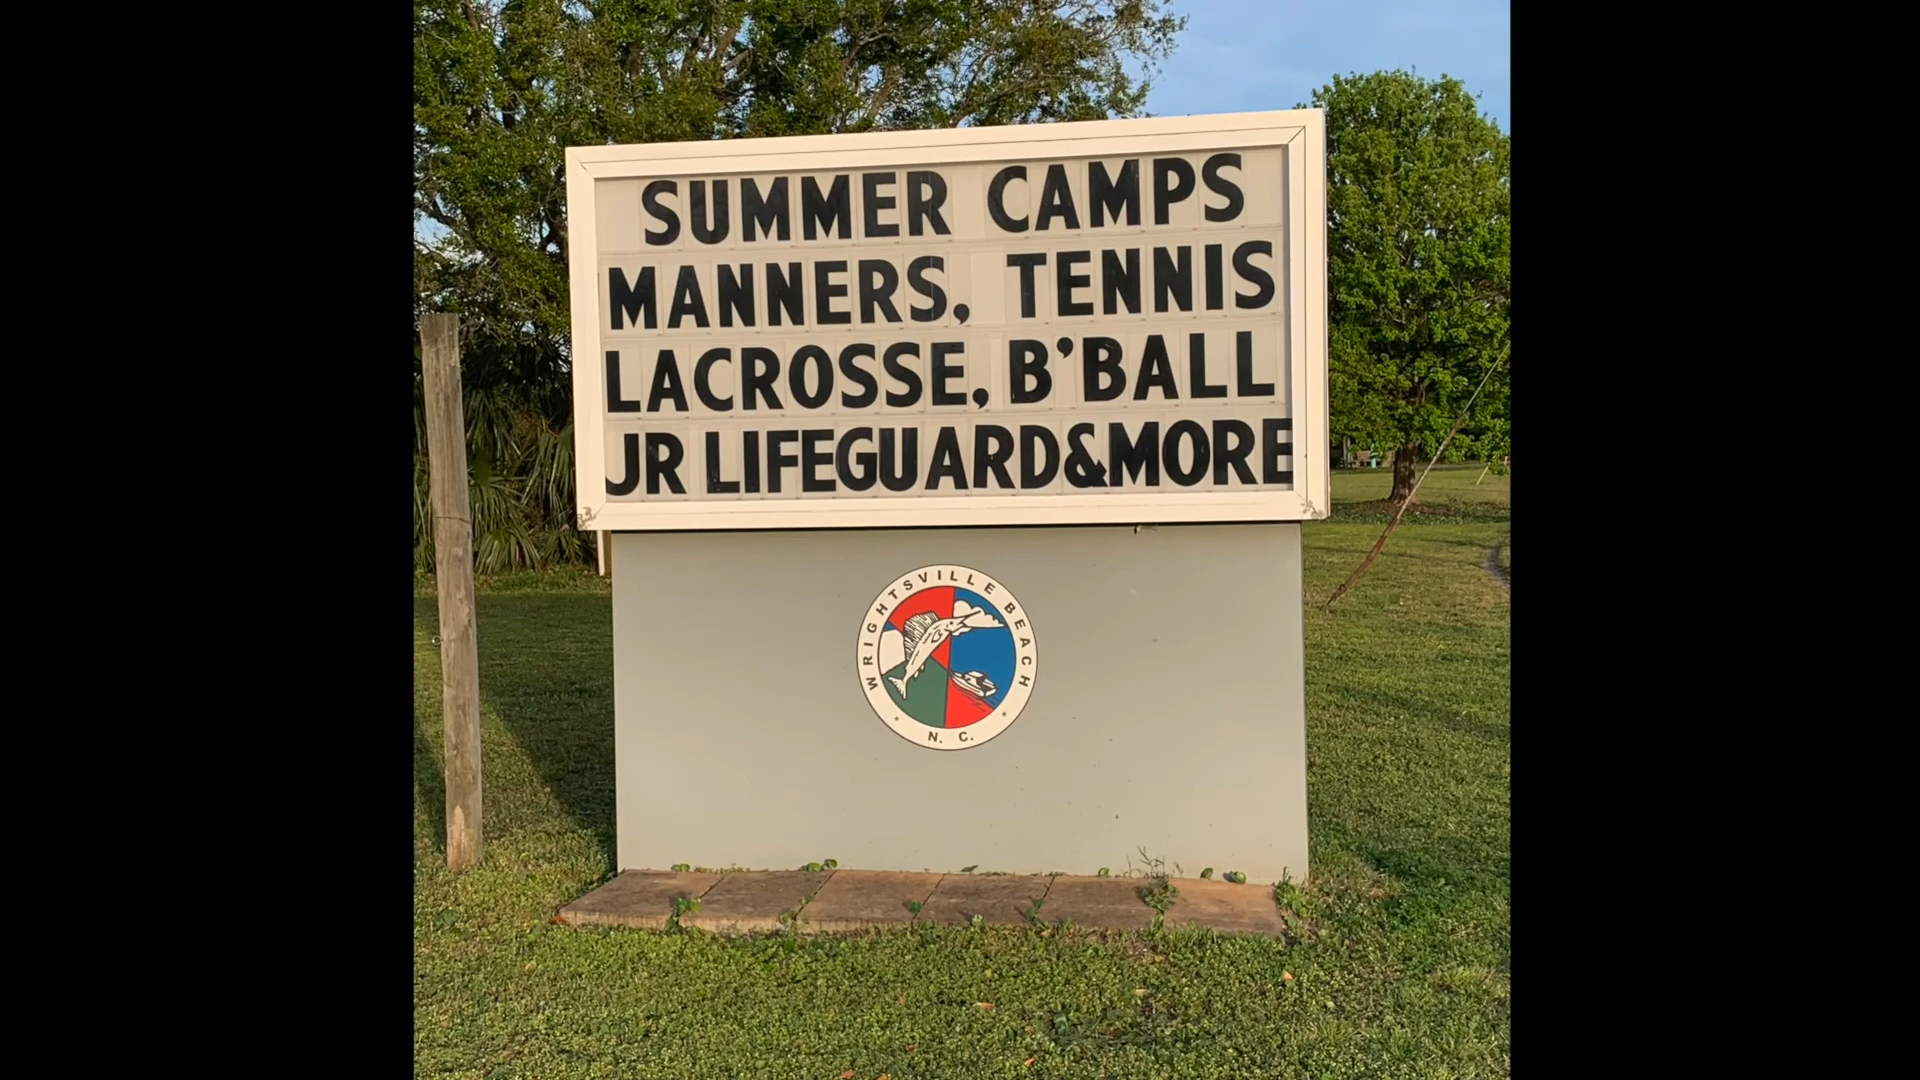 SUMMER CAMPS
MANNERS, TENNIS
LACROSSE, B'BALL
JR LIFEGUARD&MORE
WRIGHTSVILLE BEACH
N. C.